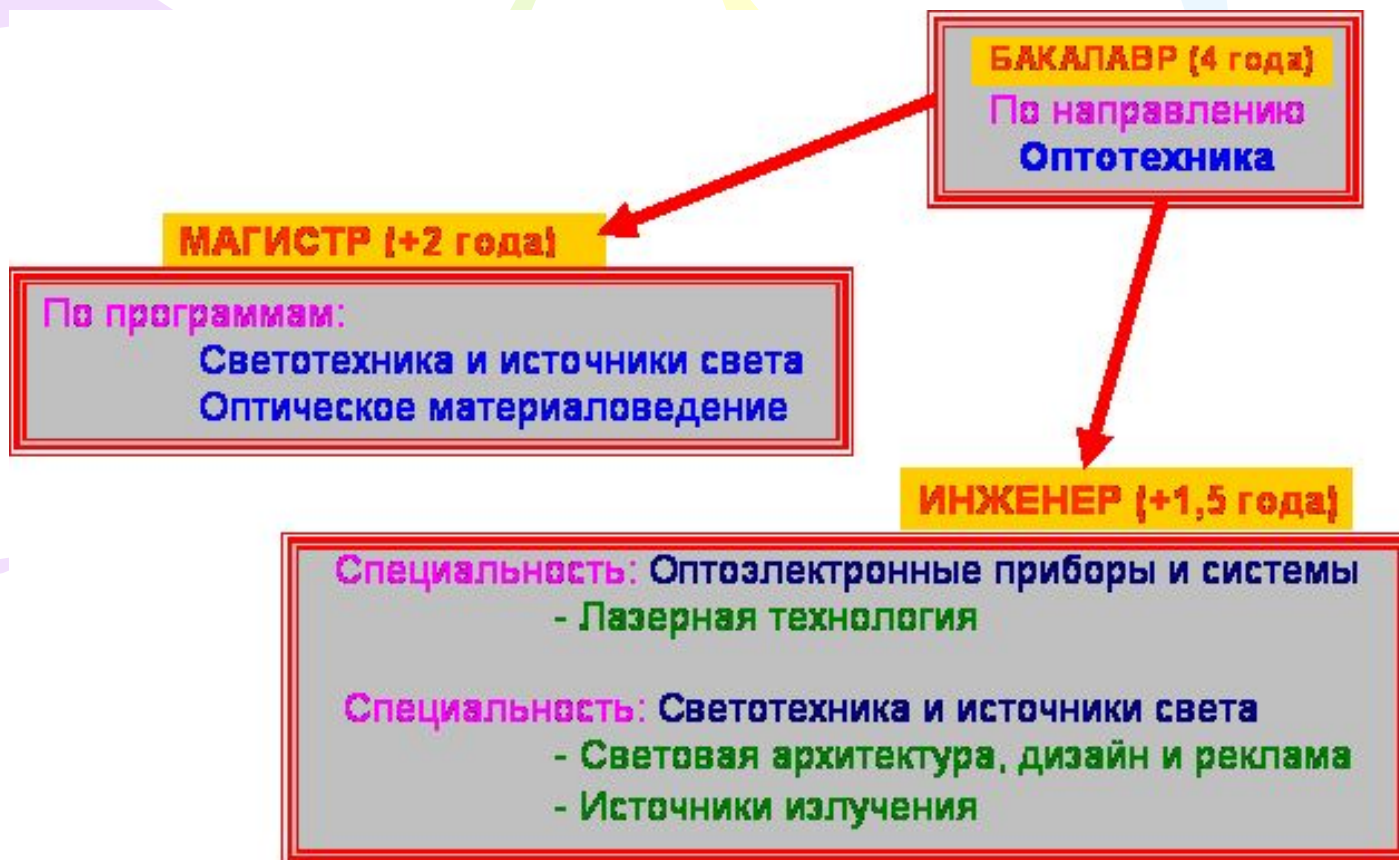 БАКАЛАВР (4 года)
По направлению
Оптотехника
МАГИСТР (+2 года)
По программам:
Светотехника и источники света
Оптическое материаловедение
ИНЖЕНЕР (+1,5 года)
Специальность: Оптоэлектронные приборы и системы
- Лазерная технология
Специальность: Светотехника и источники света
- Световая архитектура, дизайн и реклама
- Источники излучения